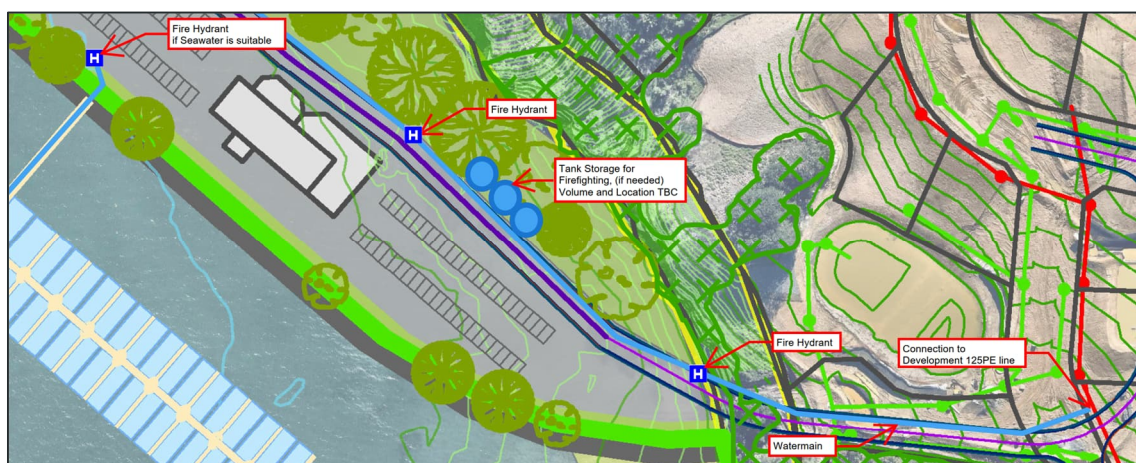 Fire Hydrant
if Seawater is suitable
H
Fire Hydrant
H
Tank Storage for
Firefighting, (if needed)
Volume and Location TBC
Fire Hydrant
H
Connection to
Development 125PE line
Watermain